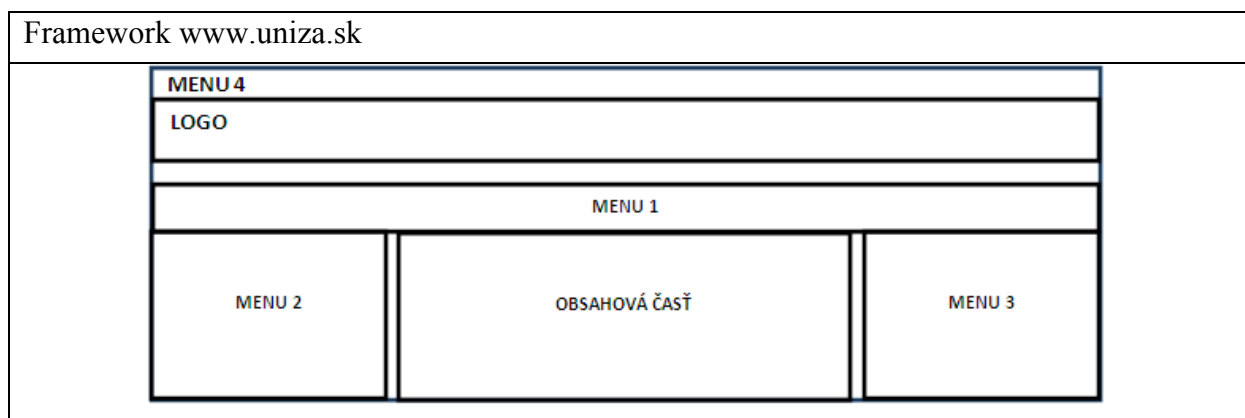 Framework www.uniza.sk
MENU 4
LOGO
MENU 1
MENU 2
OBSAHOVÁ ČASŤ
MENU 3